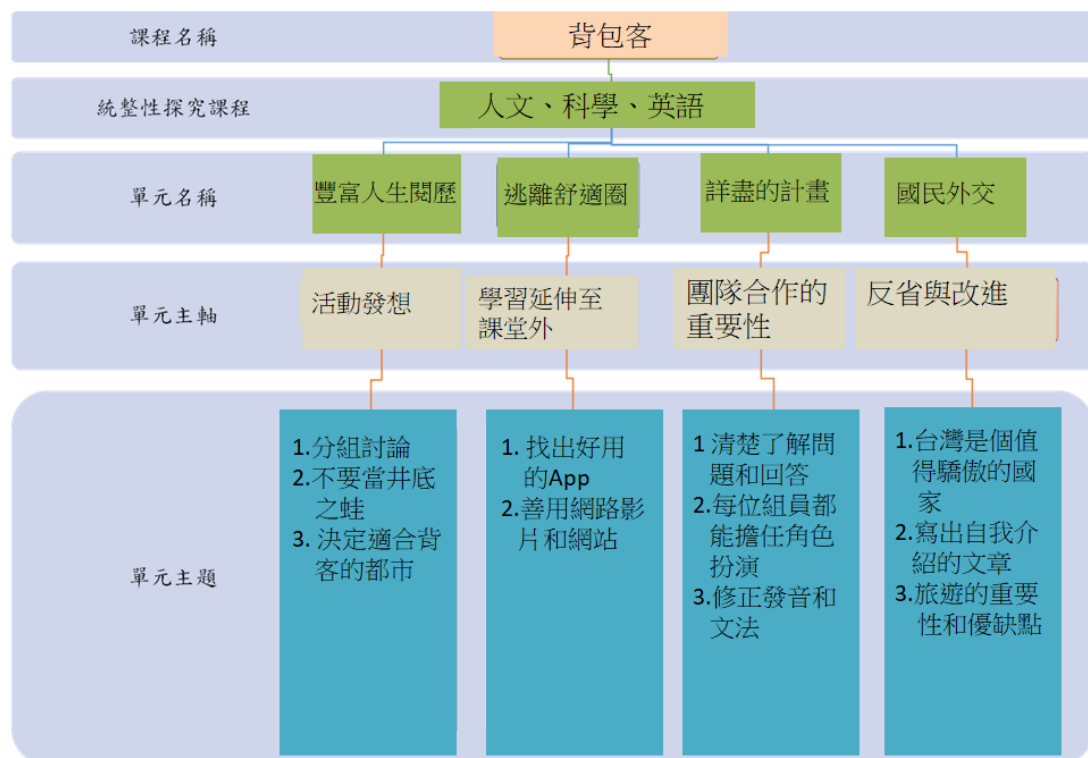 課程名稱
背包客
統整性探究課程
人文、科學、英語
單元名稱
豐富人生閱歷
逃離舒適圈
詳盡的計畫
國民外交
單元主軸
活動發想
學習延伸至
課堂外
團隊合作的
重要性
反省與改進
單元主題
1.分組討論
2.不要當井底
之蛙
3. 決定適合背
客的都市
1. 找出好用
的App
2.善用網路影
片和網站
1 清楚了解問
題和回答
2.每位組員都
能擔任角色
扮演
3.修正發音和
文法
1.台灣是個值
得驕傲的國
家
2.寫出自我介
紹的文章
3.旅遊的重要
性和優缺點